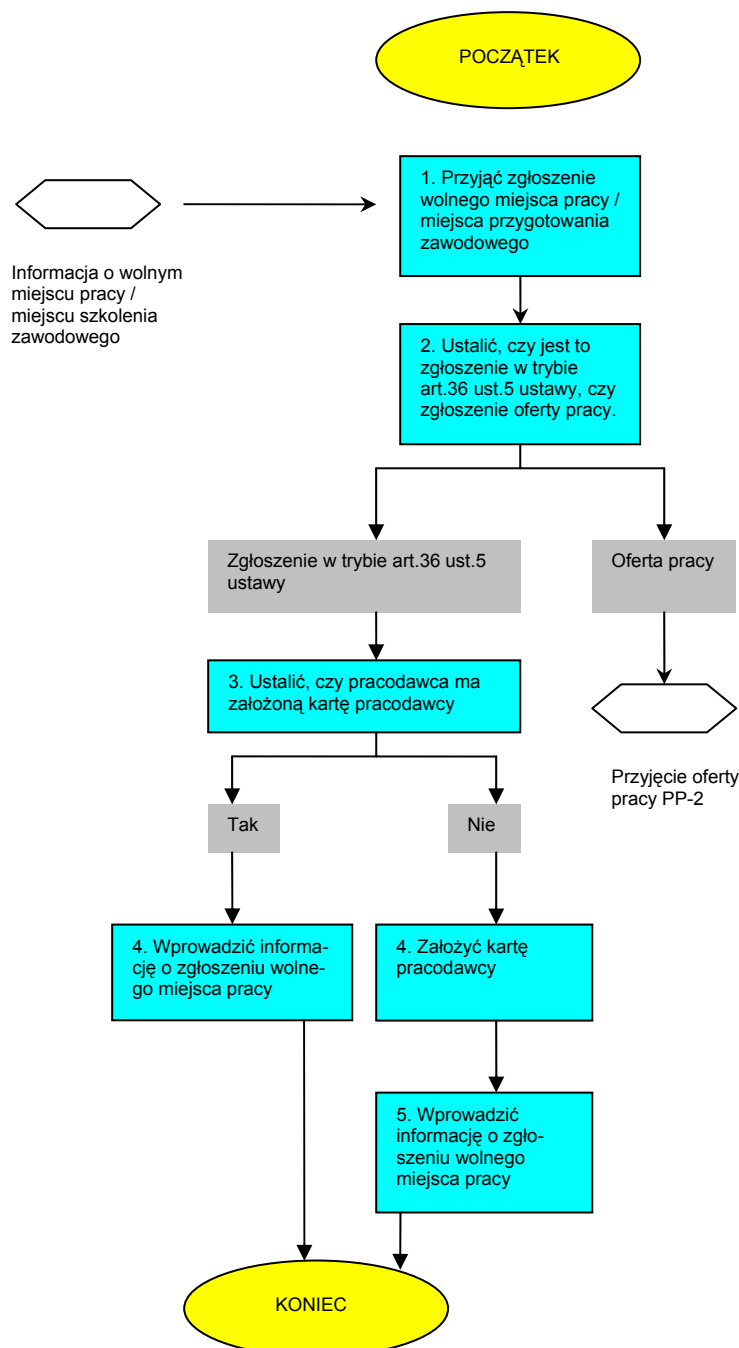 POCZĄTEK
1. Przyjąć zgłoszenie
wolnego miejsca pracy /
miejsca przygotowania
zawodowego
Informacja o wolnym
miejscu pracy /
miejscu szkolenia
zawodowego
2. Ustalić, czy jest to
zgłoszenie w trybie
art.36 ust.5 ustawy, czy
zgłoszenie oferty pracy.
Zgłoszenie w trybie art.36 ust.5
ustawy
Oferta pracy
3. Ustalić, czy pracodawca ma
założoną kartę pracodawcy
Przyjęcie oferty
pracy PP-2
Tak
Nie
4. Wprowadzić informa-
cję o zgłoszeniu wolne-
go miejsca pracy
4. Założyć kartę
pracodawcy
5. Wprowadzić
informację o zgło-
szeniu wolnego
miejsca pracy
KONIEC